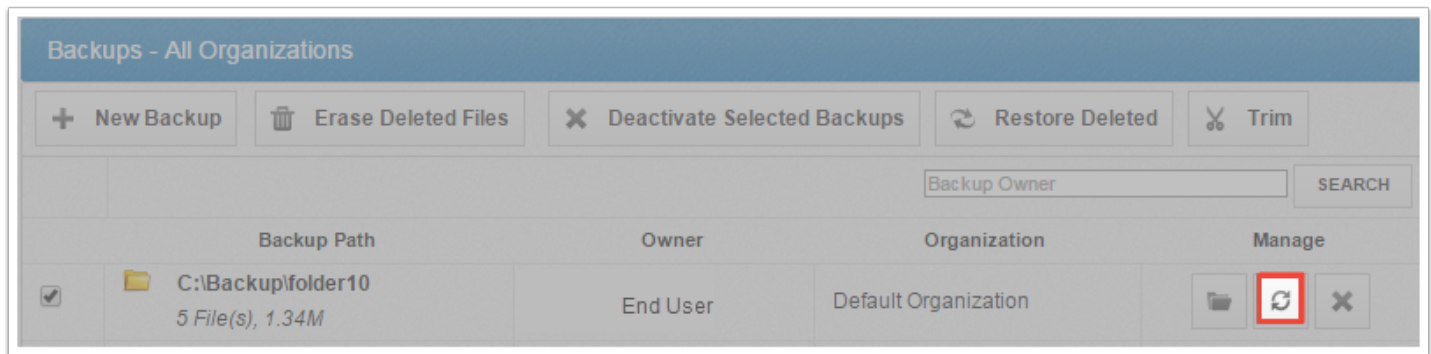 Backups - All Organizations
New Backup Erase Deleted Files Deactivate Selected Backups Restore Deleted Trim
Backup Owner SEARCH
Backup Path Owner Organization Manage
C:\Backup\folder10 End User Default Organization
5 File(s), 1.34M